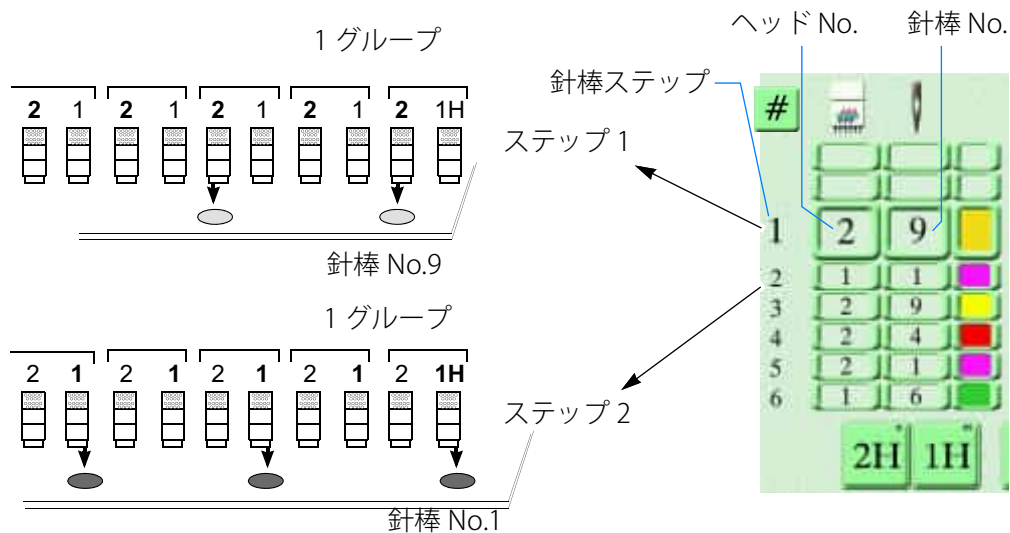 1 グループ
2 1 2 1 2 1 2 1 2 1H
針棒 No.9
ステップ 1
1 グループ
2 1 2 1 2 1 2 1 2 1H
針棒 No.1
ステップ 2
ヘッド No. 針棒 No.
針棒ステップ
#
1 2 9
2 1 1
3 2 9
4 2 4
5 2 1
6 1 6
2H 1H